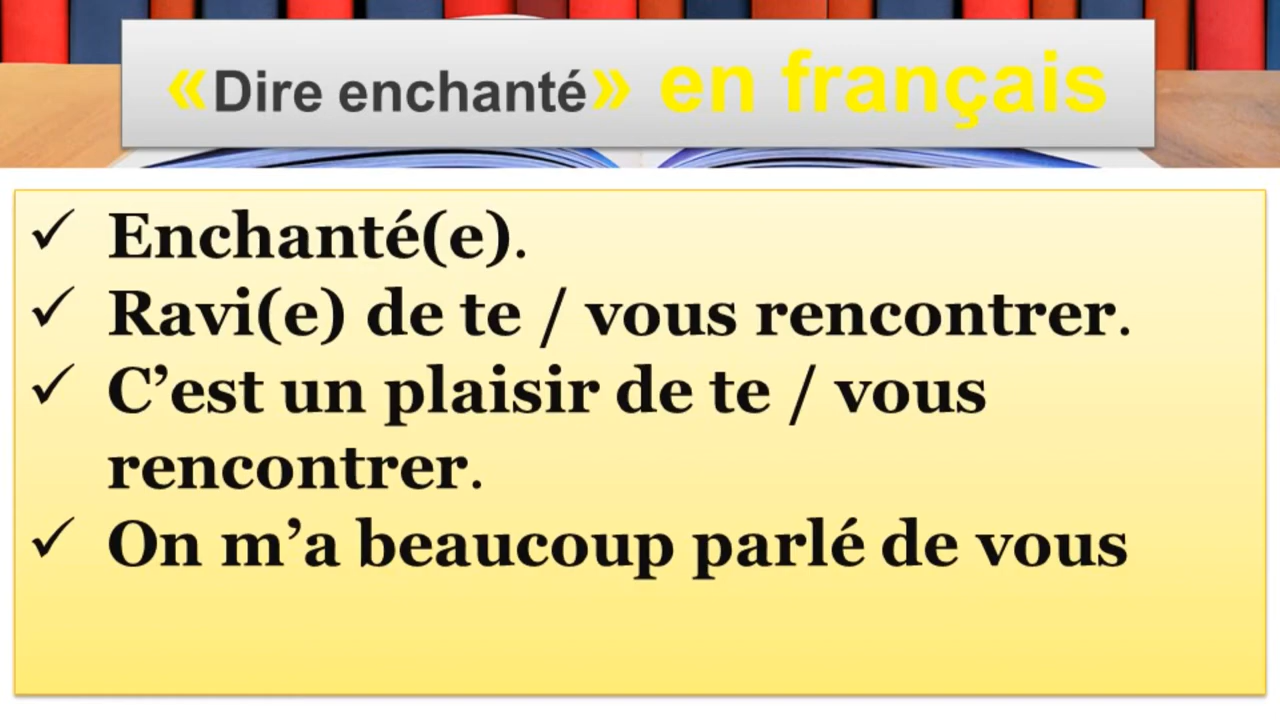 «Dire enchanté» en français
✓ Enchanté(e).
✓ Ravi(e) de te / vous rencontrer.
✓ C’est un plaisir de te / vous
rencontrer.
✓ On m’a beaucoup parlé de vous